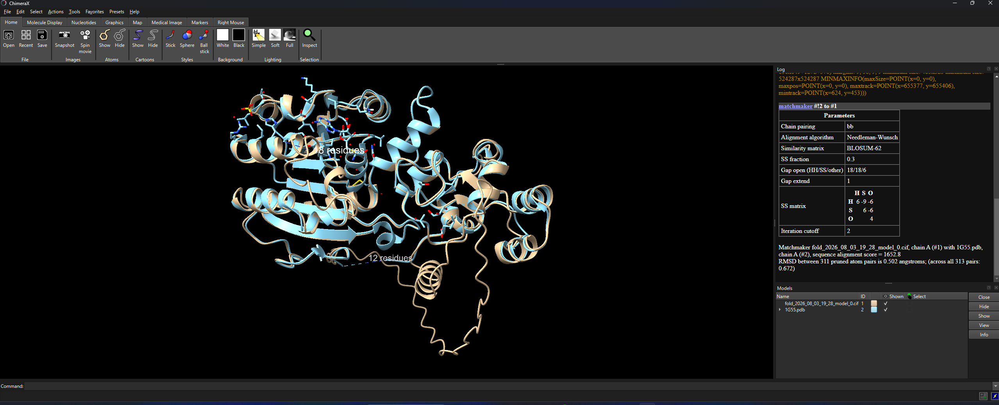 ChimeraX
File Edit Select Actions Tools Favorites Presets Help
Home Molecule Display Nucleotides Graphics Map Medical Image Markers Right Mouse
Open Recent Save Snapshot Spin movie Show Hide Show Hide Stick Sphere Ball stick White Black Simple Soft Full Inspect
File Images Atoms Cartoons Styles Background Lighting Selection
18 residues
12 residues
Log
524287x524287 MINMAXINFO(maxSize=POINT(x=0, y=0),
maxpos=POINT(x=0, y=0), maxtrack=POINT(x=655377, y=655406),
mintrack=POINT(x=624, y=453)))
matchmaker #!2 to #1
Parameters
Chain pairing bb
Alignment algorithm Needleman-Wunsch
Similarity matrix BLOSUM-62
SS fraction 0.3
Gap open (HH/SS/other) 18/18/6
Gap extend 1
SS matrix
H S O
H 6 -9 -6
S 6 -6
O 4
Iteration cutoff 2
Matchmaker fold_2026_08_03_19_28_model_0.cif, chain A (#1) with 1G55.pdb,
chain A (#2), sequence alignment score = 1652.8
RMSD between 311 pruned atom pairs is 0.502 angstroms; (across all 313 pairs:
0.672)
Models
Name ID Shown Select
fold_2026_08_03_19_28_model_0.cif 1
1G55.pdb 2
Close
Hide
Show
View
Info
Command: